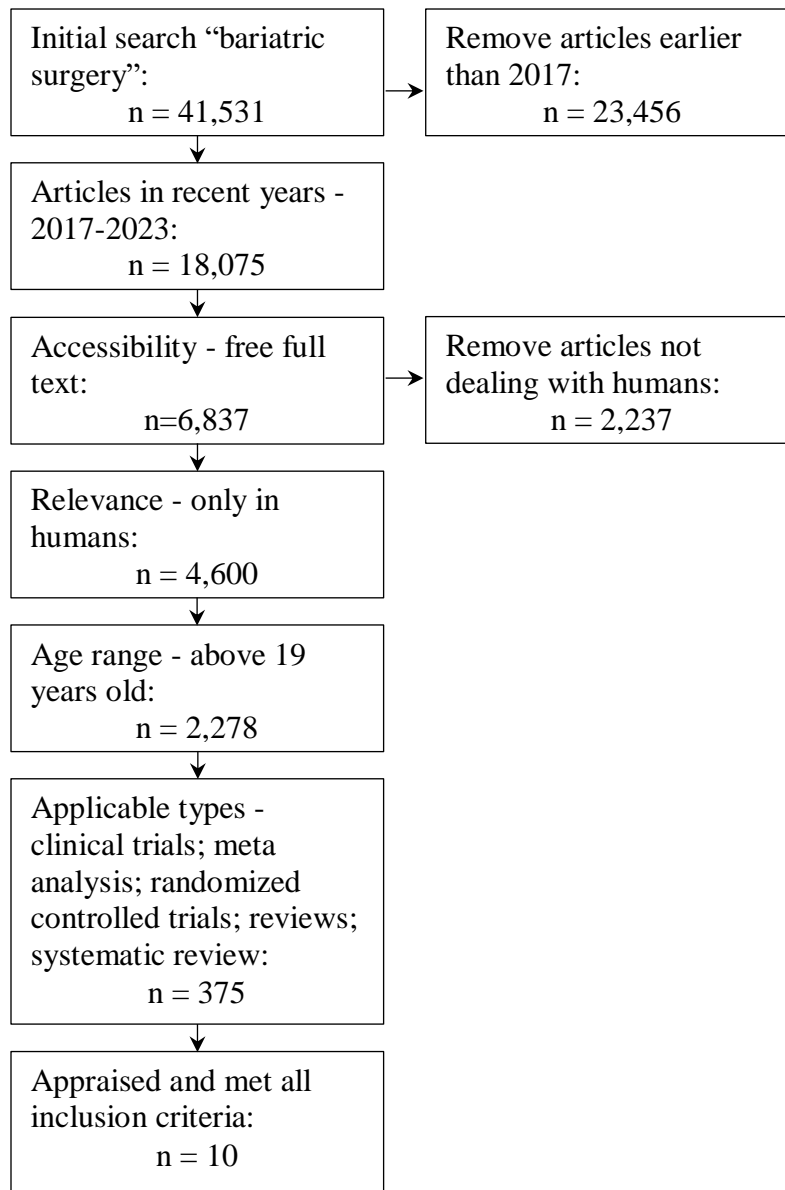 Initial search “bariatric
surgery”:
n = 41,531
Remove articles earlier
than 2017:
n = 23,456
Articles in recent years -
2017-2023:
n = 18,075
Accessibility - free full
text:
n=6,837
Remove articles not
dealing with humans:
n = 2,237
Relevance - only in
humans:
n = 4,600
Age range - above 19
years old:
n = 2,278
Applicable types -
clinical trials; meta
analysis; randomized
controlled trials; reviews;
systematic review:
n = 375
Appraised and met all
inclusion criteria:
n = 10